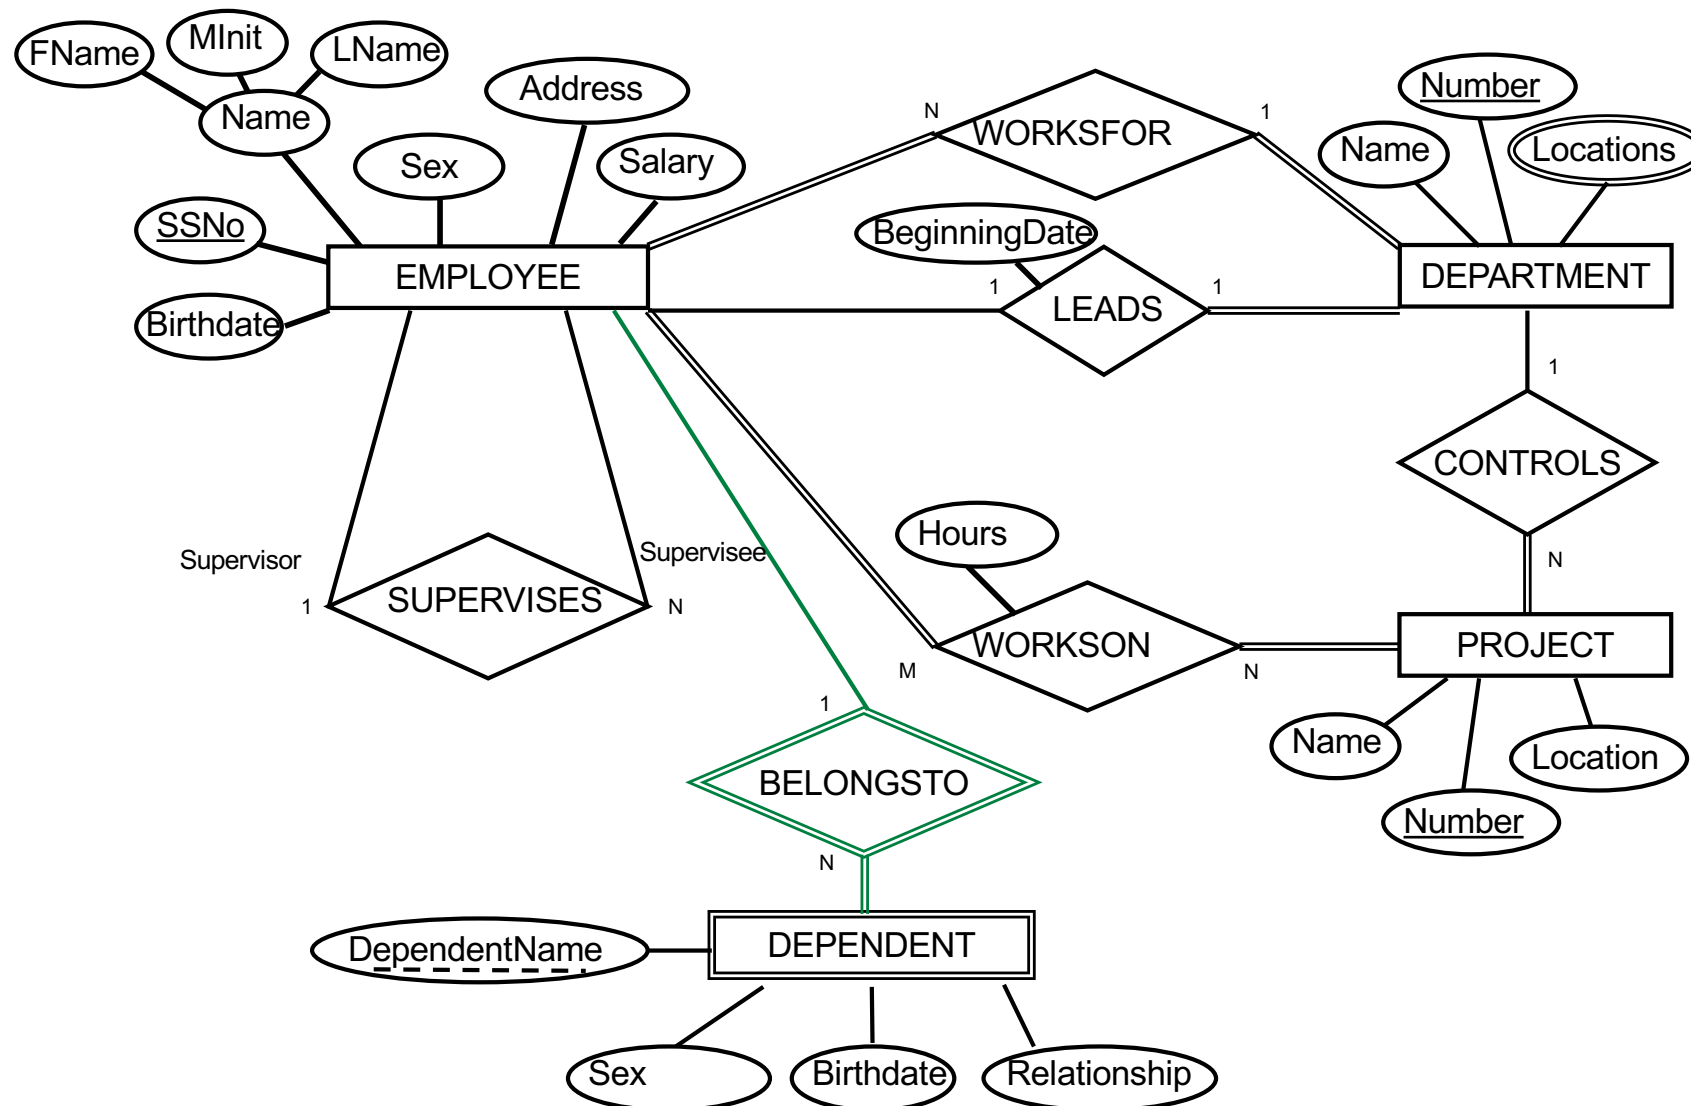 FName
MInit
LName
Name
Address
Sex
Salary
SSNo
Birthdate
EMPLOYEE
N
WORKSFOR
1
Number
Name
Locations
BeginningDate
1
LEADS
1
DEPARTMENT
1
CONTROLS
N
Supervisor
1
SUPERVISES
Supervisee
N
Hours
M
WORKSON
N
PROJECT
Name
Number
Location
1
BELONGSTO
N
DependentName
DEPENDENT
Sex
Birthdate
Relationship